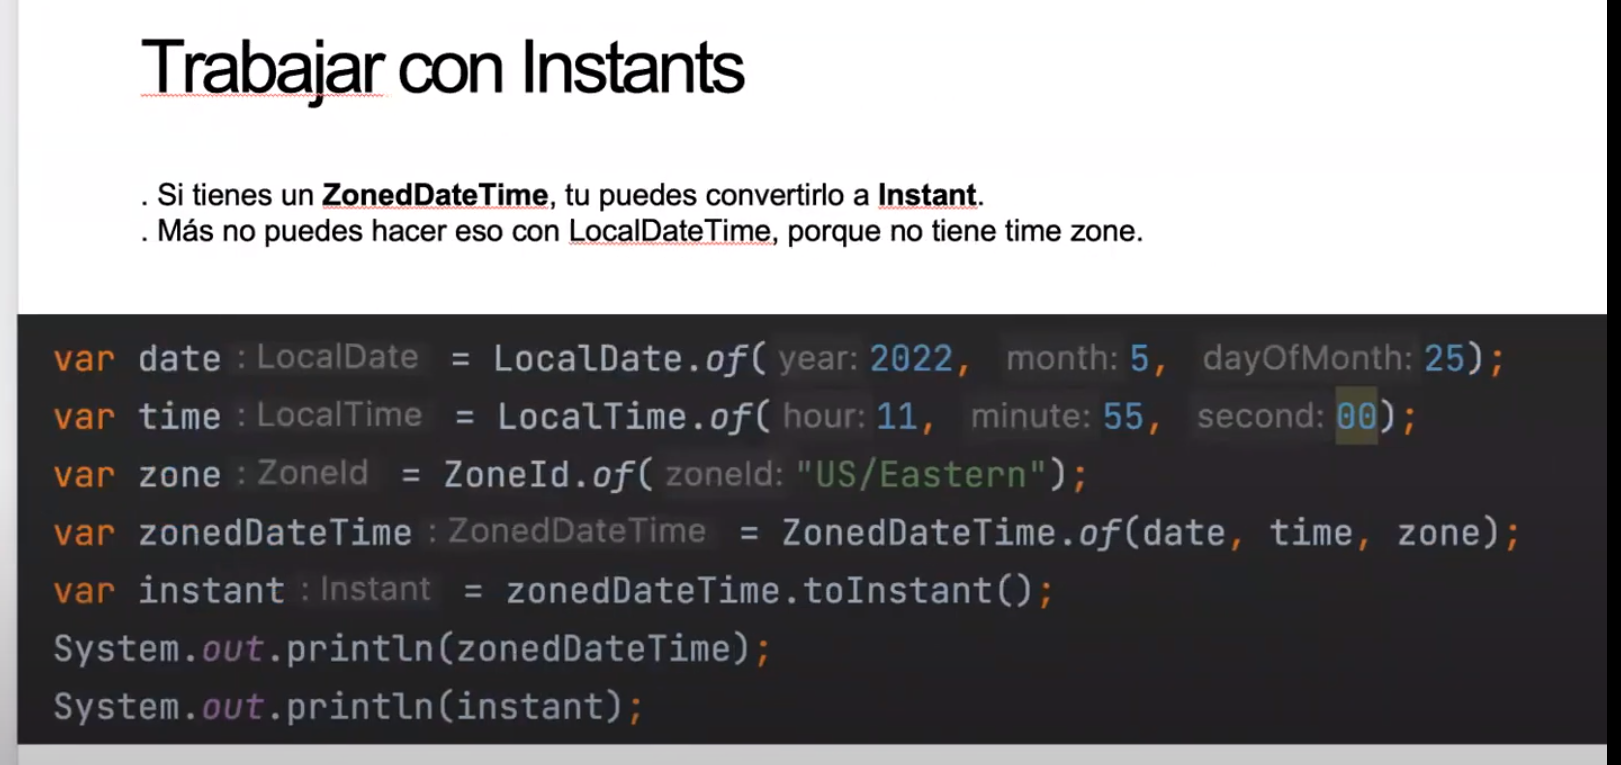 Trabajar con Instants
. Si tienes un ZonedDateTime, tu puedes convertirlo a Instant.
. Más no puedes hacer eso con LocalDateTime, porque no tiene time zone.
var date : LocalDate = LocalDate.of( year: 2022, month: 5, dayOfMonth: 25);
var time : LocalTime = LocalTime.of( hour: 11, minute: 55, second: 00);
var zone : ZoneId = ZoneId.of( zoneId: "US/Eastern");
var zonedDateTime : ZonedDateTime = ZonedDateTime.of(date, time, zone);
var instant : Instant = zonedDateTime.toInstant();
System.out.println(zonedDateTime);
System.out.println(instant);